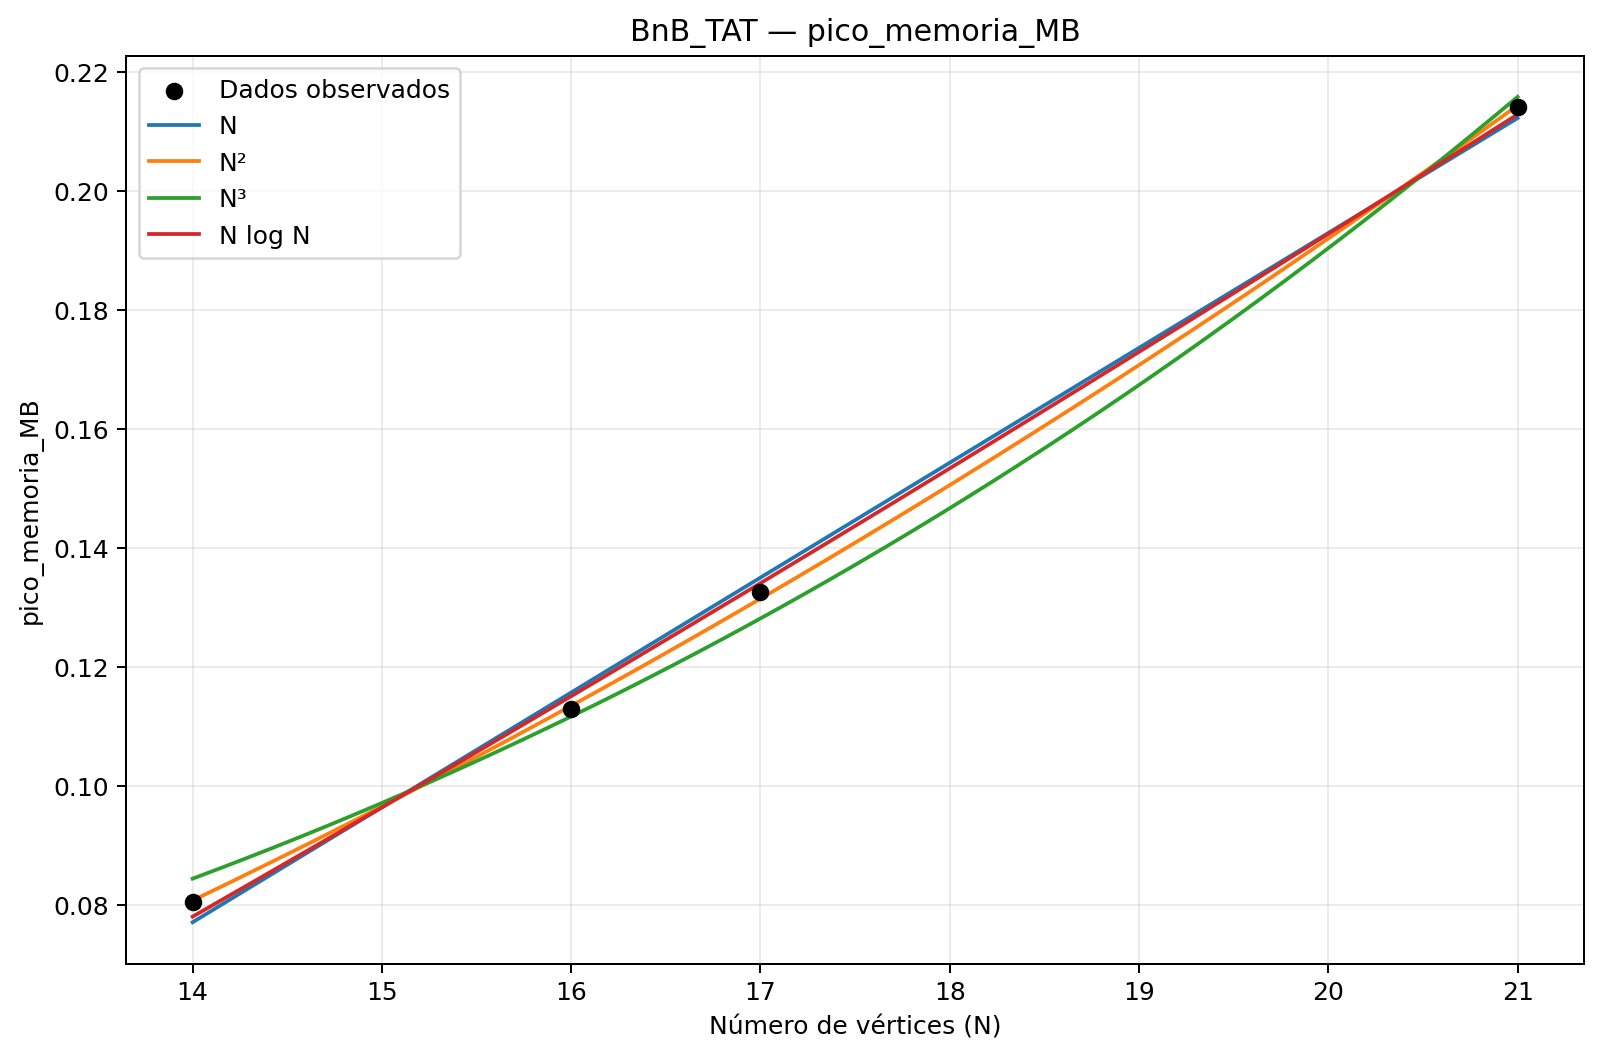 BnB_TAT — pico_memoria_MB
Dados observados
N
N²
N³
N log N
pico_memoria_MB
0.22
0.20
0.18
0.16
0.14
0.12
0.10
0.08
14 15 16 17 18 19 20 21
Número de vértices (N)